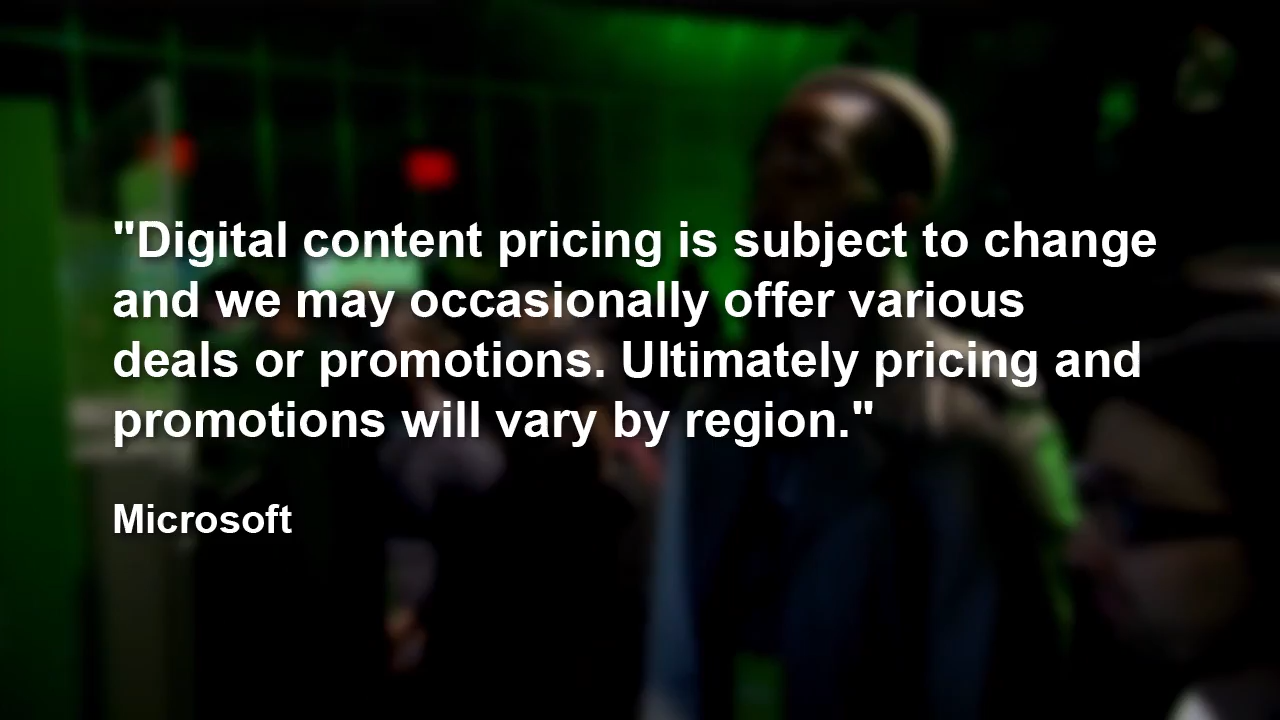 "Digital content pricing is subject to change
and we may occasionally offer various
deals or promotions. Ultimately pricing and
promotions will vary by region."
Microsoft